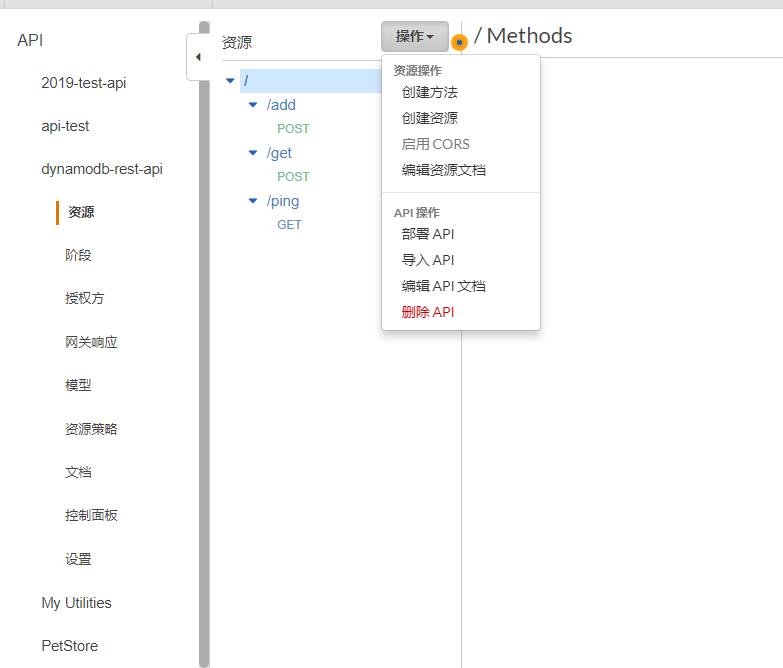 API
2019-test-api
api-test
dynamodb-rest-api
资源
阶段
授权方
网关响应
模型
资源策略
文档
控制面板
设置
My Utilities
PetStore
资源
/
/add
POST
/get
POST
/ping
GET
操作
资源操作
创建方法
创建资源
启用 CORS
编辑资源文档
API 操作
部署 API
导入 API
编辑 API 文档
删除 API
/ Methods